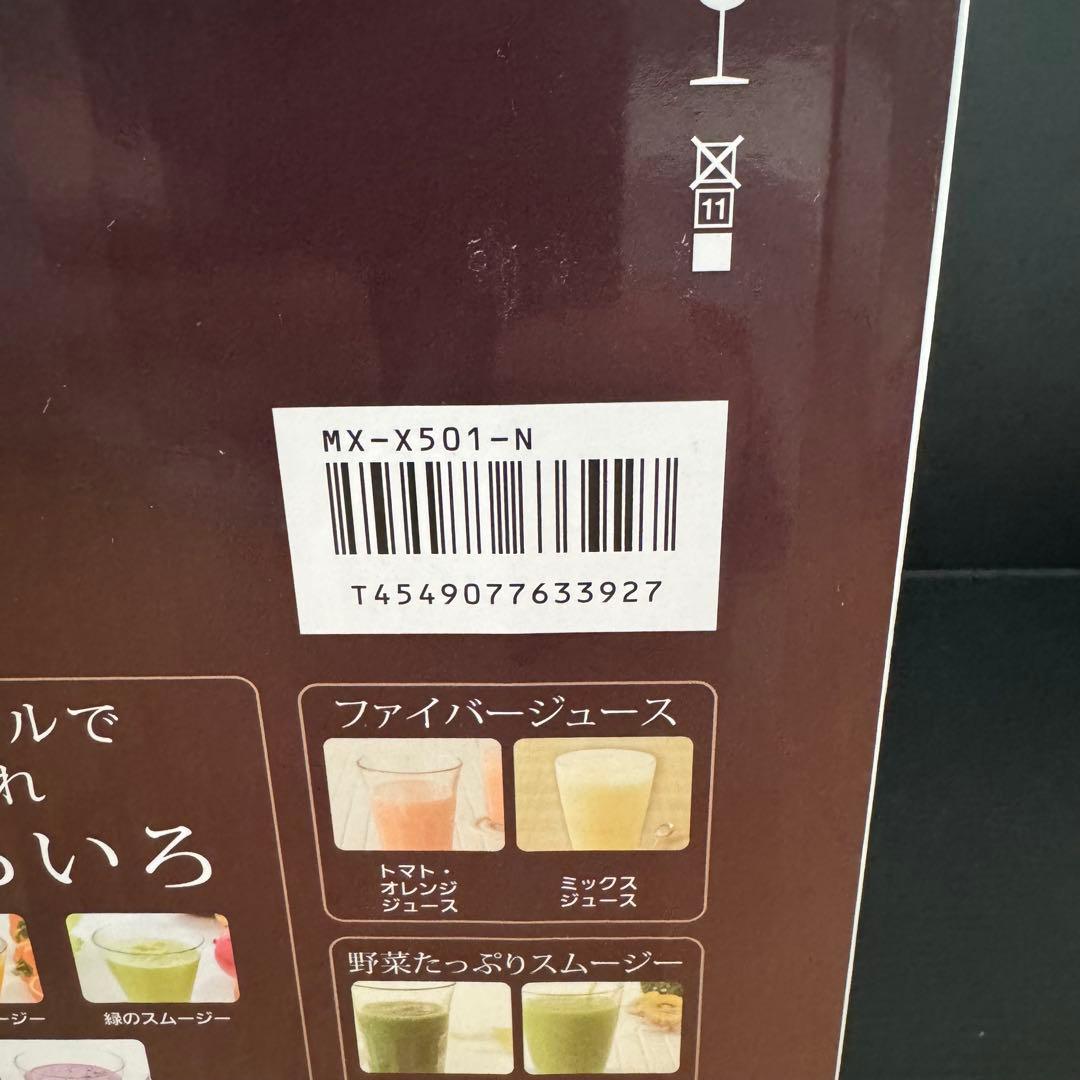 11
MX-X501-N
T4549077633927
ルで
れ
いろ
緑のスムージー
ファイバージュース
トマト・
オレンジ
ジュース
ミックス
ジュース
野菜たっぷりスムージー